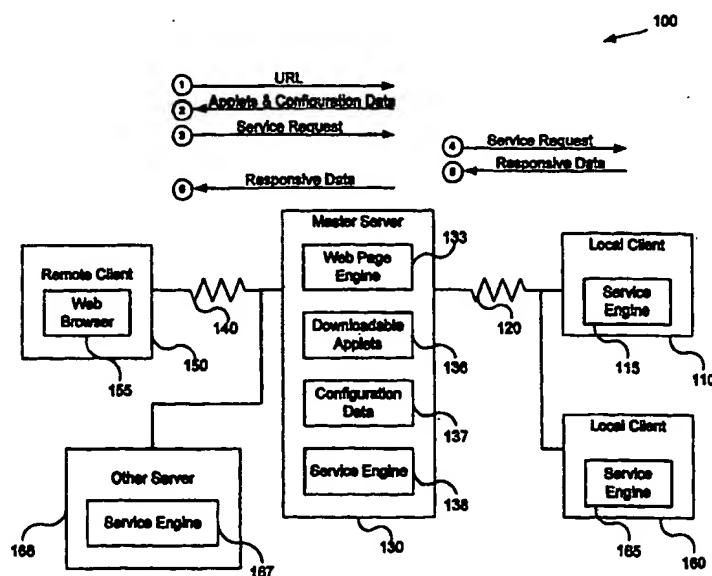 100
1 URL
2 Applets & Configuration Data
3 Service Request
4 Service Request
5 Responsive Data
6 Responsive Data
Master Server
133
Web Page
Engine
Remote Client
Web
Browser
140
155
150
Downloadable
Applets
136
Configuration
Data
137
Service Engine
138
130
120
Local Client
Service
Engine
115
110
Local Client
Service
Engine
165
160
Other Server
Service Engine
168
167